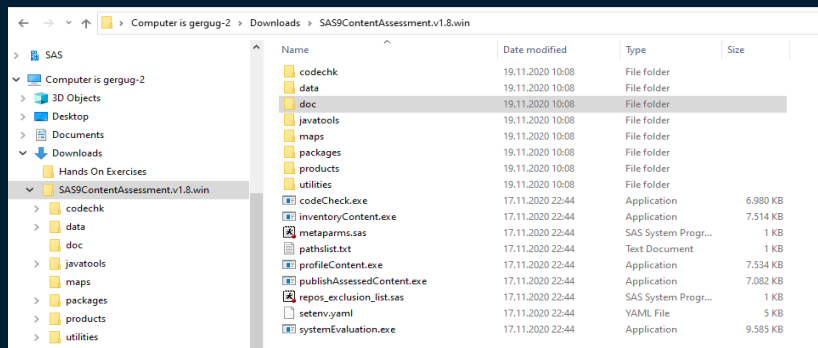 Computer is gergug-2 > Downloads > SAS9ContentAssessment.v1.8.win
SAS
Computer is gergug-2
3D Objects
Desktop
Documents
Downloads
Hands On Exercises
SAS9ContentAssessment.v1.8.win
codechk
data
doc
javatools
maps
packages
products
utilities
Name Date modified Type Size
codechk 19.11.2020 10:08 File folder
data 19.11.2020 10:08 File folder
doc 19.11.2020 10:08 File folder
javatools 19.11.2020 10:08 File folder
maps 19.11.2020 10:08 File folder
packages 19.11.2020 10:08 File folder
products 19.11.2020 10:08 File folder
utilities 19.11.2020 10:08 File folder
codeCheck.exe 17.11.2020 22:44 Application 6.980 KB
inventoryContent.exe 17.11.2020 22:44 Application 7.514 KB
metaparms.sas 17.11.2020 22:44 SAS System Progr... 1 KB
pathslist.txt 17.11.2020 22:44 Text Document 1 KB
profileContent.exe 17.11.2020 22:44 Application 7.534 KB
publishAssessedContent.exe 17.11.2020 22:44 Application 7.082 KB
repos_exclusion_list.sas 17.11.2020 22:44 SAS System Progr... 1 KB
setenv.yaml 17.11.2020 22:44 YAML File 5 KB
systemEvaluation.exe 17.11.2020 22:44 Application 9.585 KB